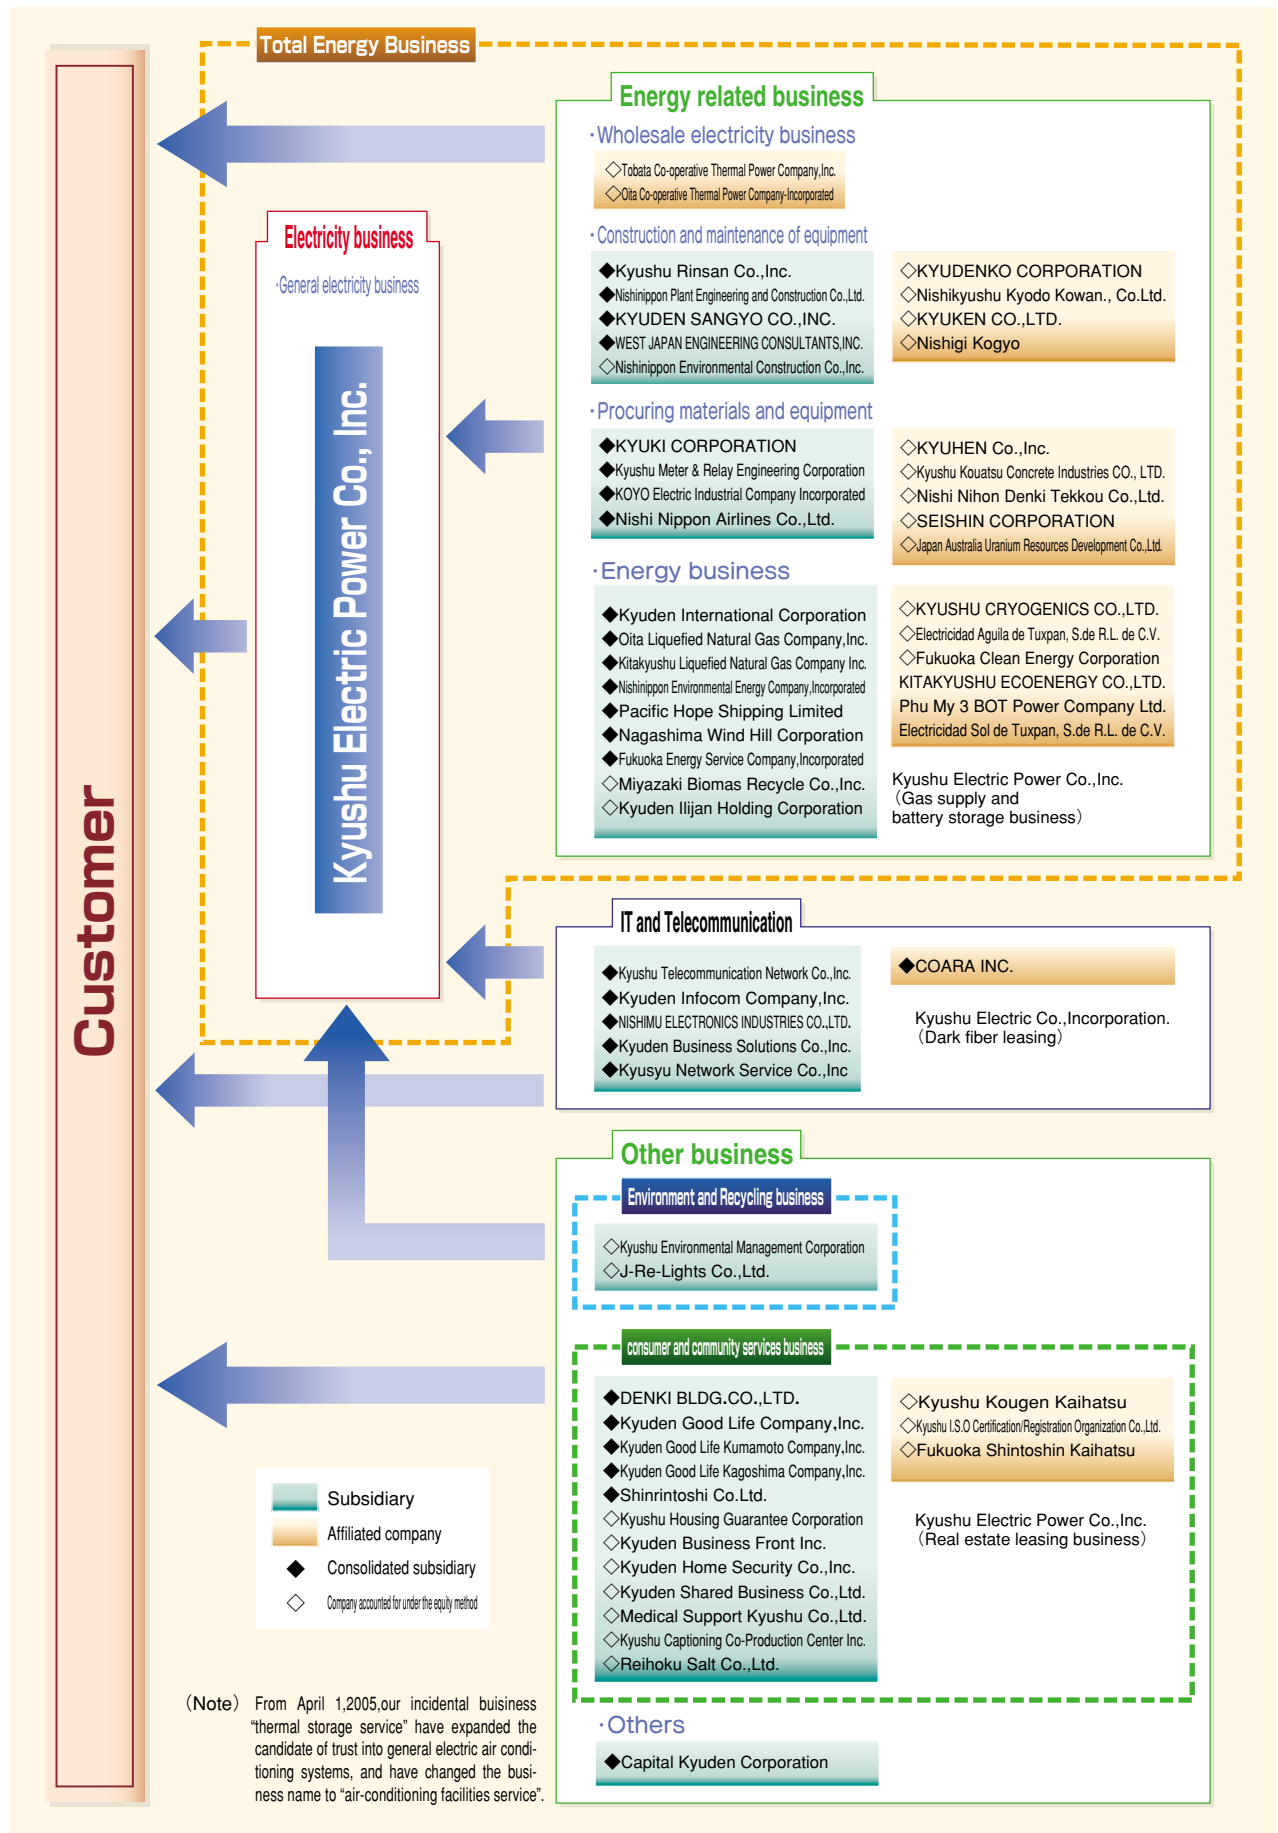 Total Energy Business
Customer
Electricity business
·General electricity business
Kyushu Electric Power Co., Inc.
Energy related business
·Wholesale electricity business
◇Tobata Co-operative Thermal Power Company,Inc.
◇Oita Co-operative Thermal Power Company-Incorporated
·Construction and maintenance of equipment
◆Kyushu Rinsan Co.,Inc.
◆Nishinippon Plant Engineering and Construction Co.,Ltd.
◆KYUDEN SANGYO CO.,INC.
◆WEST JAPAN ENGINEERING CONSULTANTS,INC.
◇Nishinippon Environmental Construction Co.,Inc.
◇KYUDENKO CORPORATION
◇Nishikyushu Kyodo Kowan., Co.Ltd.
◇KYUKEN CO.,LTD.
◇Nishigi Kogyo
·Procuring materials and equipment
◆KYUKI CORPORATION
◆Kyushu Meter & Relay Engineering Corporation
◆KOYO Electric Industrial Company Incorporated
◆Nishi Nippon Airlines Co.,Ltd.
◇KYUHEN Co.,Inc.
◇Kyushu Kouatsu Concrete Industries CO., LTD.
◇Nishi Nihon Denki Tekkou Co.,Ltd.
◇SEISHIN CORPORATION
◇Japan Australia Uranium Resources Development Co.,Ltd.
·Energy business
◆Kyuden International Corporation
◆Oita Liquefied Natural Gas Company,Inc.
◆Kitakyushu Liquefied Natural Gas Company Inc.
◆Nishinippon Environmental Energy Company,Incorporated
◆Pacific Hope Shipping Limited
◆Nagashima Wind Hill Corporation
◆Fukuoka Energy Service Company,Incorporated
◇Miyazaki Biomas Recycle Co.,Inc.
◇Kyuden Ilijan Holding Corporation
◇KYUSHU CRYOGENICS CO.,LTD.
◇Electricidad Aguila de Tuxpan, S.de R.L. de C.V.
◇Fukuoka Clean Energy Corporation
KITAKYUSHU ECOENERGY CO.,LTD.
Phu My 3 BOT Power Company Ltd.
Electricidad Sol de Tuxpan, S.de R.L. de C.V.
Kyushu Electric Power Co.,Inc.
（Gas supply and
battery storage business）
IT and Telecommunication
◆Kyushu Telecommunication Network Co.,Inc.
◆Kyuden Infocom Company,Inc.
◆NISHIMU ELECTRONICS INDUSTRIES CO.,LTD.
◆Kyuden Business Solutions Co.,Inc.
◆Kyusyu Network Service Co.,Inc
◆COARA INC.
Kyushu Electric Co.,Incorporation.
（Dark fiber leasing）
Other business
Environment and Recycling business
◇Kyushu Environmental Management Corporation
◇J-Re-Lights Co.,Ltd.
consumer and community services business
◆DENKI BLDG.CO.,LTD.
◆Kyuden Good Life Company,Inc.
◆Kyuden Good Life Kumamoto Company,Inc.
◆Kyuden Good Life Kagoshima Company,Inc.
◆Shinrintoshi Co.Ltd.
◇Kyushu Housing Guarantee Corporation
◇Kyuden Business Front Inc.
◇Kyuden Home Security Co.,Inc.
◇Kyuden Shared Business Co.,Ltd.
◇Medical Support Kyushu Co.,Ltd.
◇Kyushu Captioning Co-Production Center Inc.
◇Reihoku Salt Co.,Ltd.
◇Kyushu Kougen Kaihatsu
◇Kyushu I.S.O Certification/Registration Organization Co.,Ltd.
◇Fukuoka Shintoshin Kaihatsu
Kyushu Electric Power Co.,Inc.
（Real estate leasing business）
·Others
◆Capital Kyuden Corporation
Subsidiary
Affiliated company
◆ Consolidated subsidiary
◇ Company accounted for under the equity method
（Note） From April 1,2005,our incidental buisiness
“thermal storage service” have expanded the
candidate of trust into general electric air condi-
tioning systems, and have changed the busi-
ness name to “air-conditioning facilities service”.